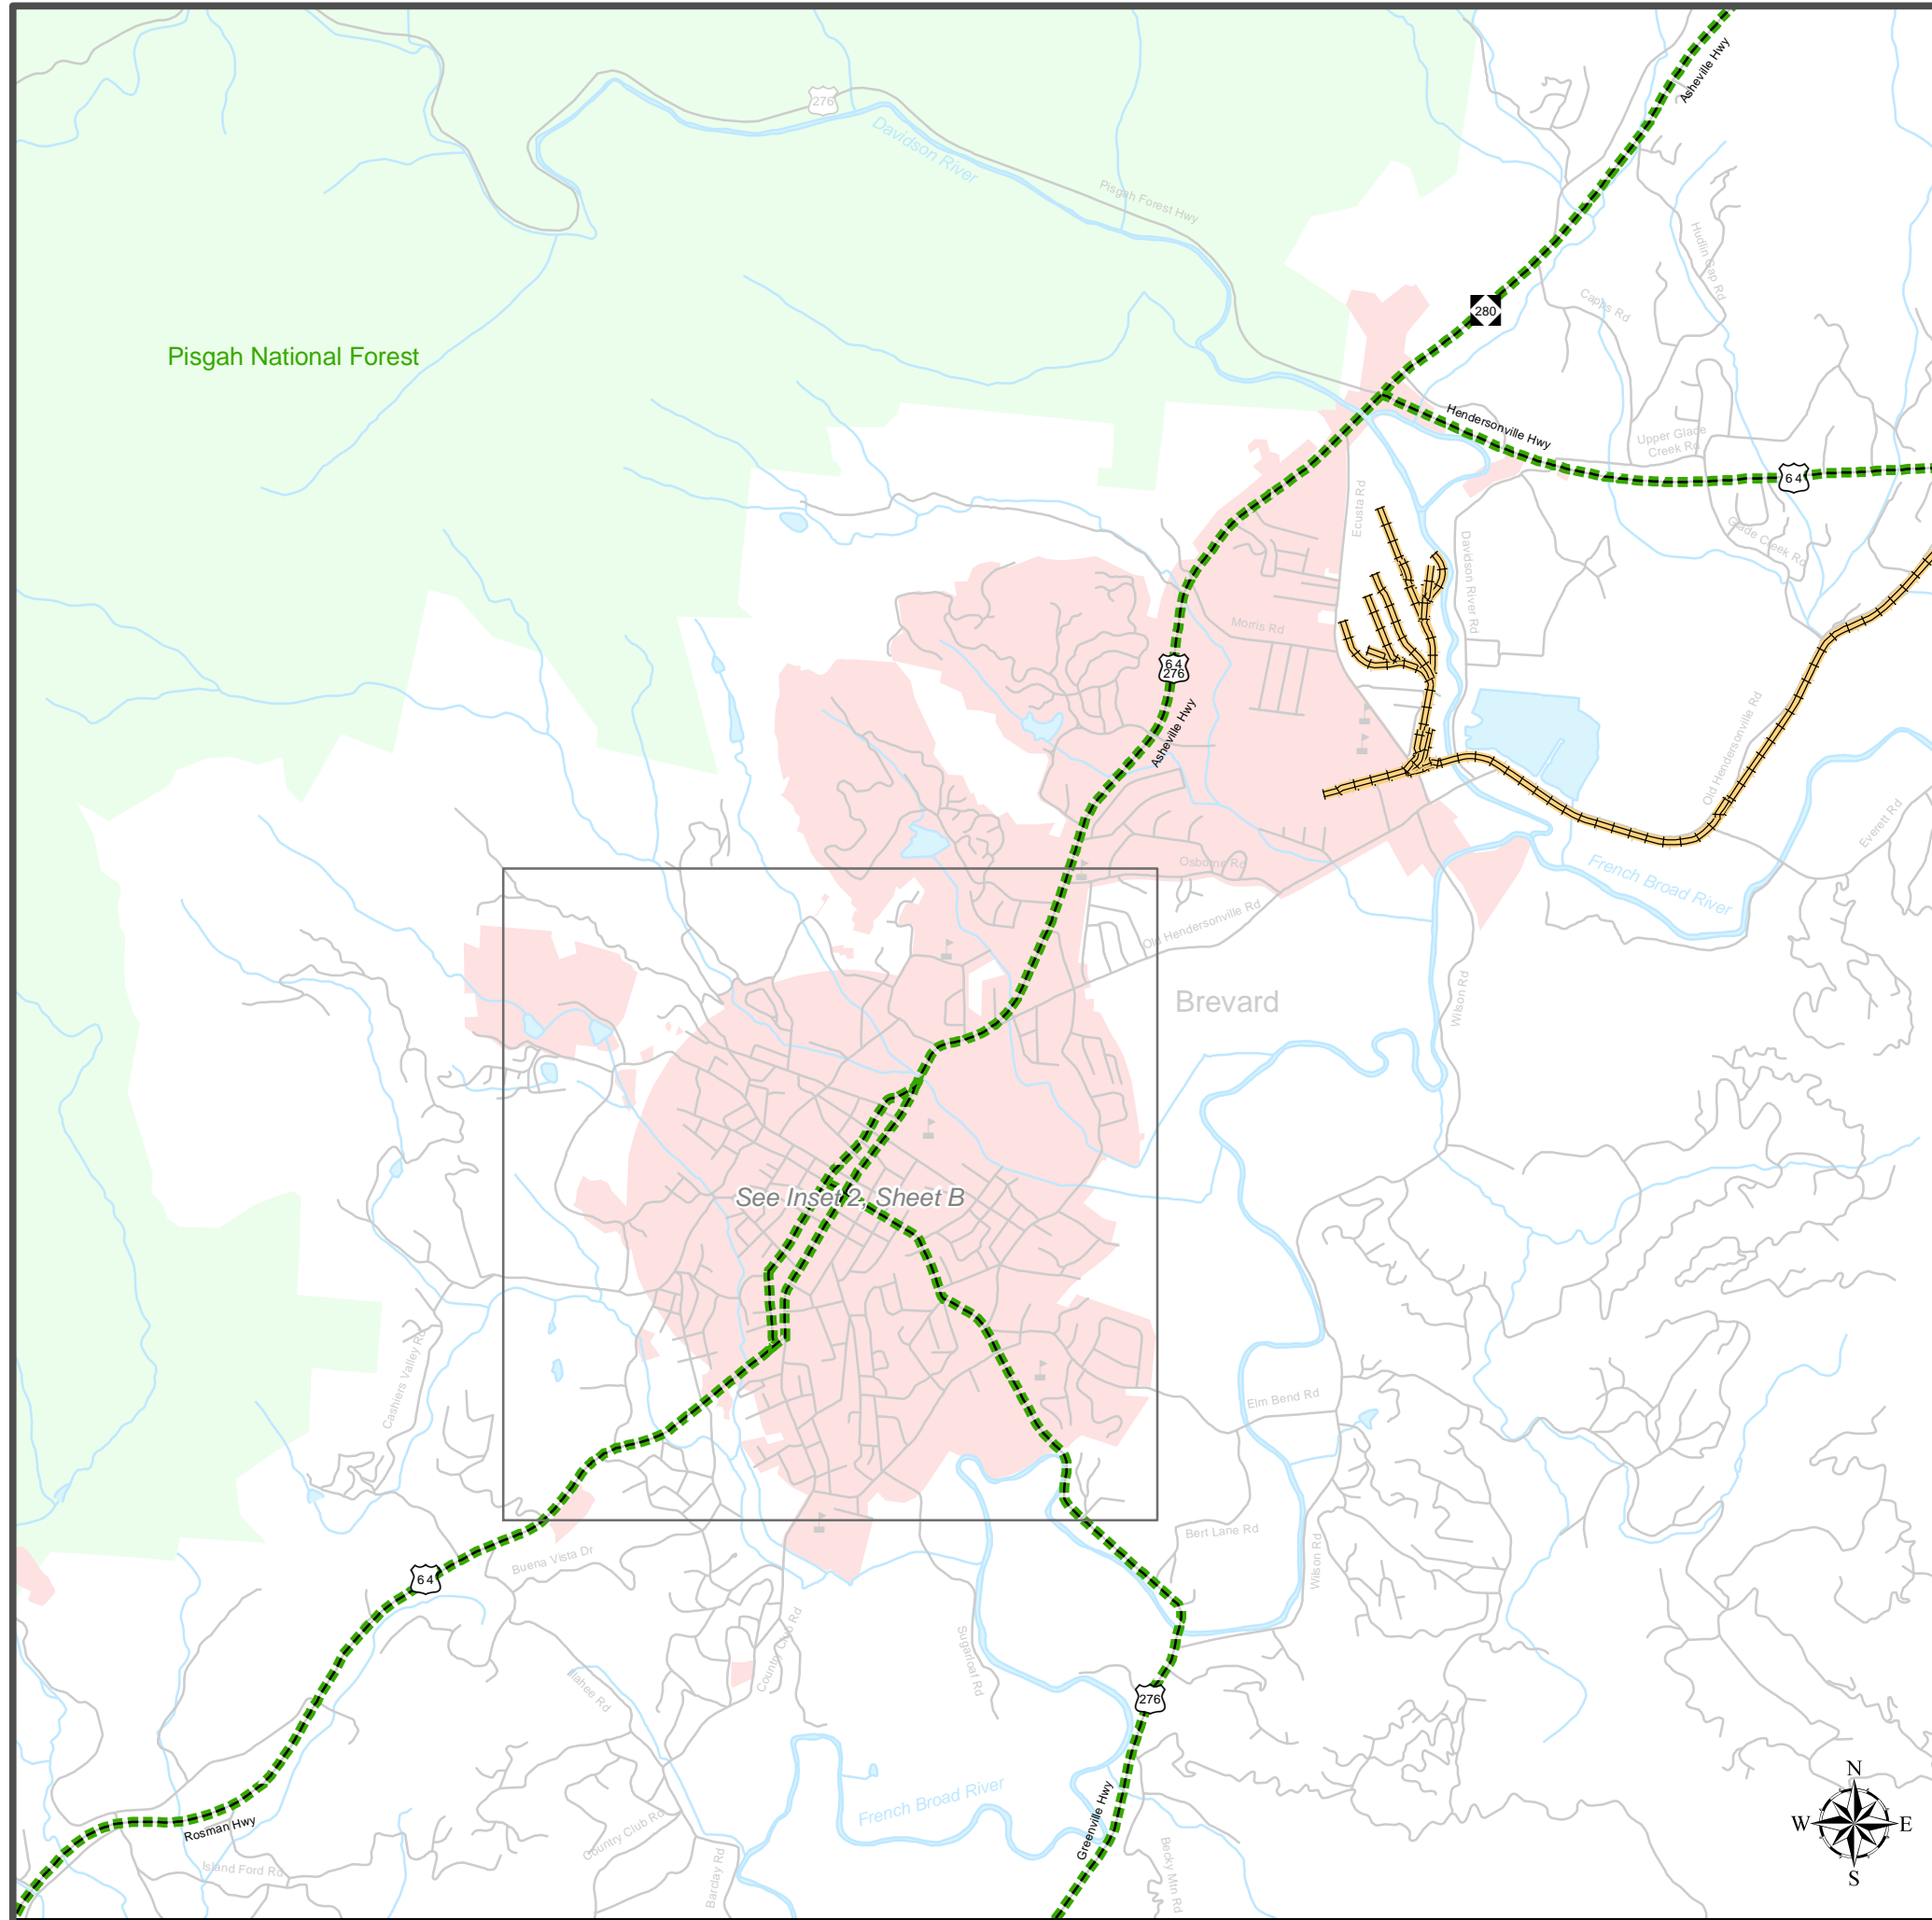 Asheville Hwy
276
Davidson River
Pisgah Forest Hwy
Hudlin Gap Rd
Capps Rd
280
Pisgah National Forest
Hendersonville Hwy
Upper Glade
Creek Rd
64
Ecusta Rd
Glade Creek Rd
Davidson River Rd
Morris Rd
64
276
Asheville Hwy
Old Hendersonville Rd
Everett Rd
Osborne Rd
French Broad River
Old Hendersonville Rd
Wilson Rd
Brevard
See Inset 2, Sheet B
Cashiers Valley Rd
Elm Bend Rd
Bert Lane Rd
Wilson Rd
Buena Vista Dr
64
Country Club Rd
Sugarloaf Rd
Illahee Rd
276
N
W
E
S
French Broad River
Greenville Hwy
Rosman Hwy
Country Club Rd
Island Ford Rd
Barclay Rd
Becky Mtn Rd